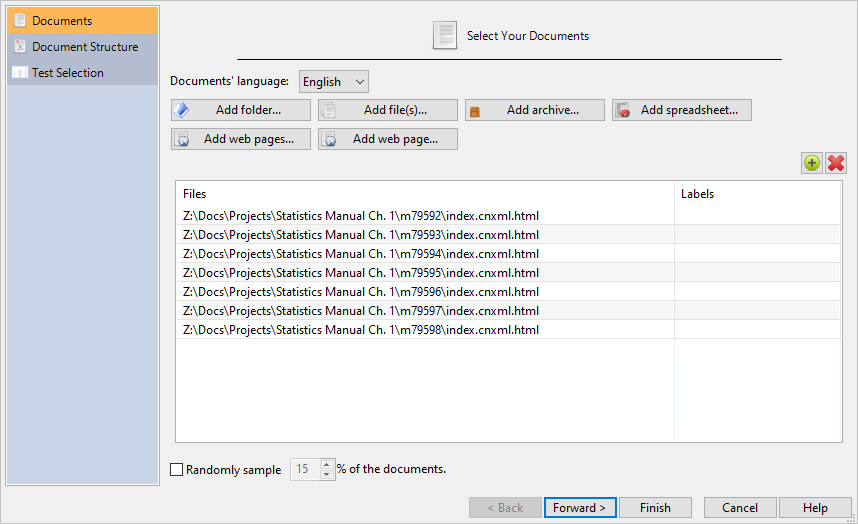 Documents
Document Structure
Test Selection
Select Your Documents
Documents' language: English
Add folder... Add file(s)... Add archive... Add spreadsheet...
Add web pages... Add web page...
Files Labels
Z:\Docs\Projects\Statistics Manual Ch. 1\m79592\index.cnxml.html
Z:\Docs\Projects\Statistics Manual Ch. 1\m79593\index.cnxml.html
Z:\Docs\Projects\Statistics Manual Ch. 1\m79594\index.cnxml.html
Z:\Docs\Projects\Statistics Manual Ch. 1\m79595\index.cnxml.html
Z:\Docs\Projects\Statistics Manual Ch. 1\m79596\index.cnxml.html
Z:\Docs\Projects\Statistics Manual Ch. 1\m79597\index.cnxml.html
Z:\Docs\Projects\Statistics Manual Ch. 1\m79598\index.cnxml.html
Randomly sample 15 % of the documents.
< Back Forward > Finish Cancel Help